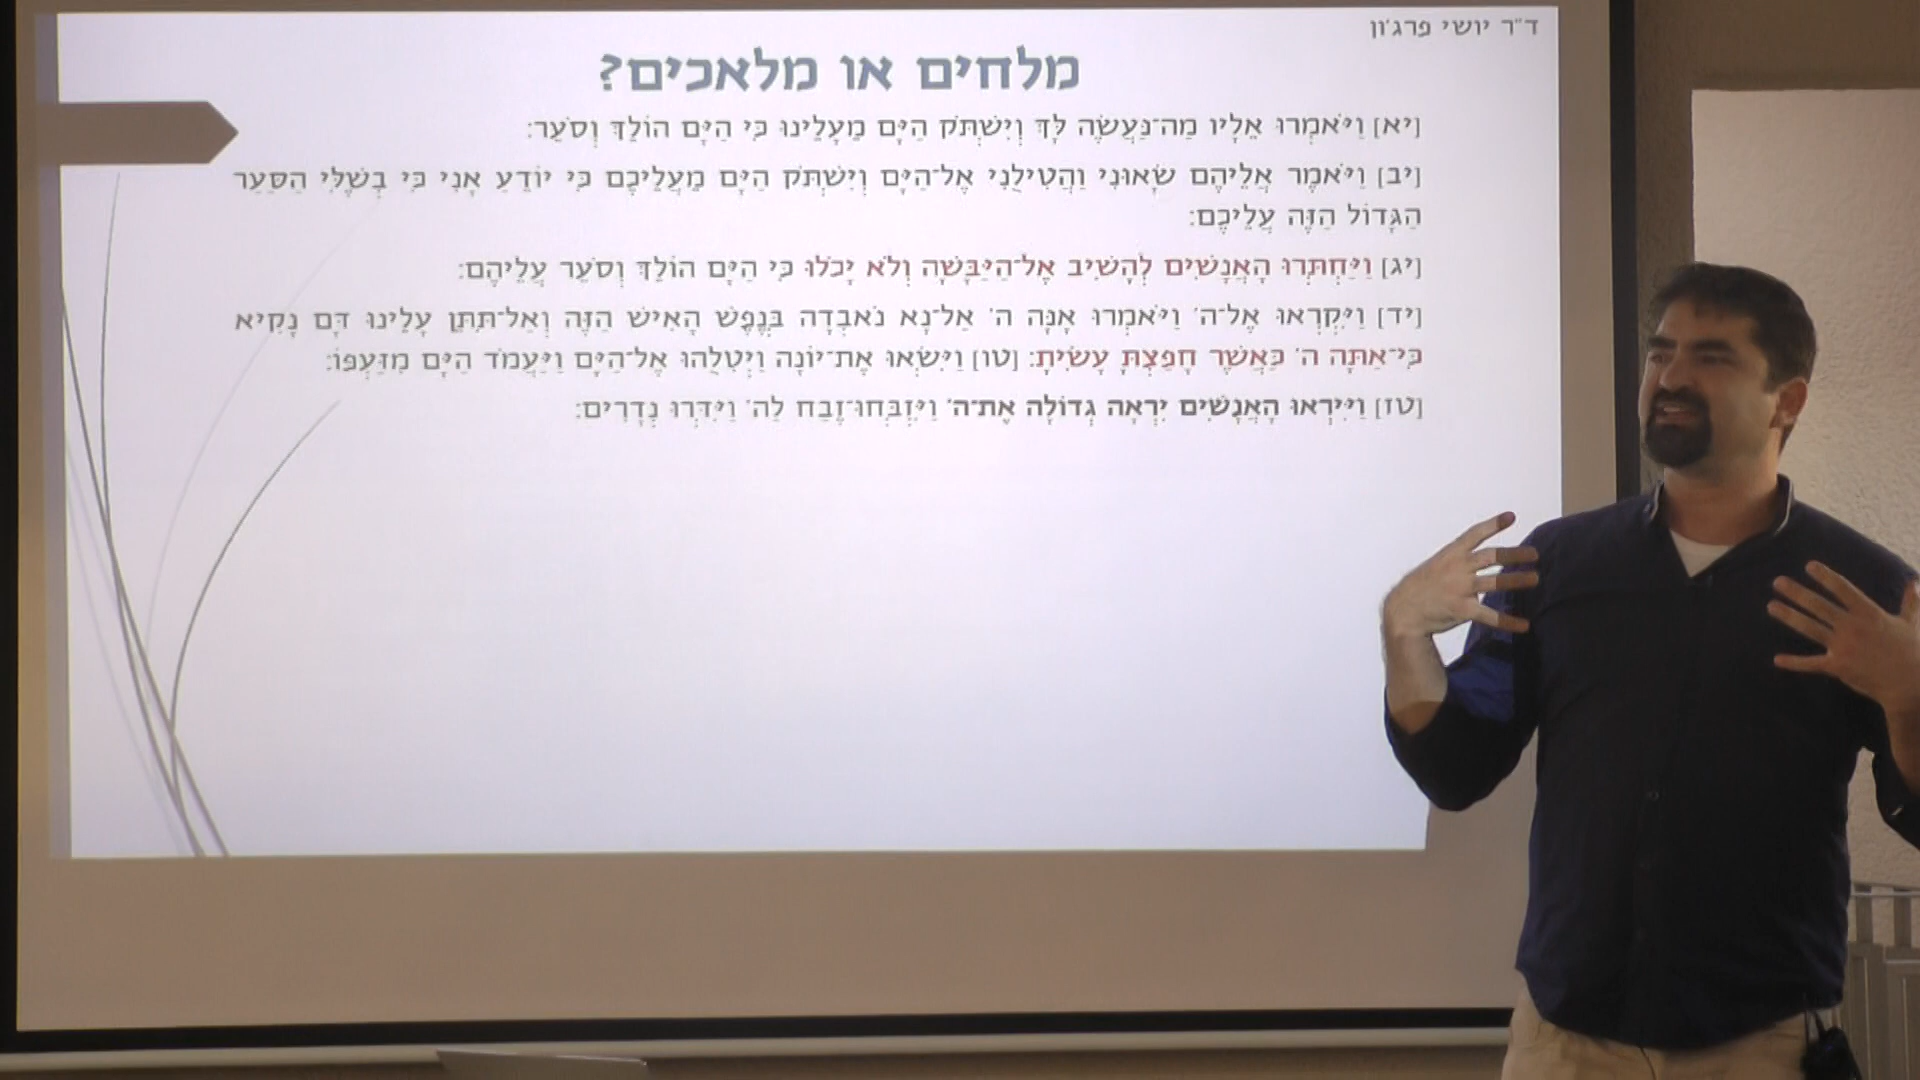 ד״ר יושי פרג׳ון
מלחים או מלאכים?
[יא] וַיֹּאמְרוּ אֵלָיו מַה־נַּעֲשֶׂה לָּךְ וְיִשְׁתֹּק הַיָּם מֵעָלֵינוּ כִּי הַיָּם הוֹלֵךְ וְסֹעֵר:
[יב] וַיֹּאמֶר אֲלֵיהֶם שָׂאוּנִי וַהֲטִילֻנִי אֶל־הַיָּם וְיִשְׁתֹּק הַיָּם מֵעֲלֵיכֶם כִּי יוֹדֵעַ אָנִי כִּי בְשֶׁלִּי הַסַּעַר
הַגָּדוֹל הַזֶּה עֲלֵיכֶם:
[יג] וַיַּחְתְּרוּ הָאֲנָשִׁים לְהָשִׁיב אֶל־הַיַּבָּשָׁה וְלֹא יָכֹלוּ כִּי הַיָּם הוֹלֵךְ וְסֹעֵר עֲלֵיהֶם:
[יד] וַיִּקְרְאוּ אֶל־ה׳ וַיֹּאמְרוּ אָנָּה ה׳ אַל־נָא נֹאבְדָה בְּנֶפֶשׁ הָאִישׁ הַזֶּה וְאַל־תִּתֵּן עָלֵינוּ דָּם נָקִיא
כִּי־אַתָּה ה׳ כַּאֲשֶׁר חָפַצְתָּ עָשִׂיתָ: [טו] וַיִּשְׂאוּ אֶת־יוֹנָה וַיְטִלֻהוּ אֶל־הַיָּם וַיַּעֲמֹד הַיָּם מִזַּעְפּוֹ:
[טז] וַיִּירְאוּ הָאֲנָשִׁים יִרְאָה גְדוֹלָה אֶת־ה׳ וַיִּזְבְּחוּ־זֶבַח לַה׳ וַיִּדְּרוּ נְדָרִים: